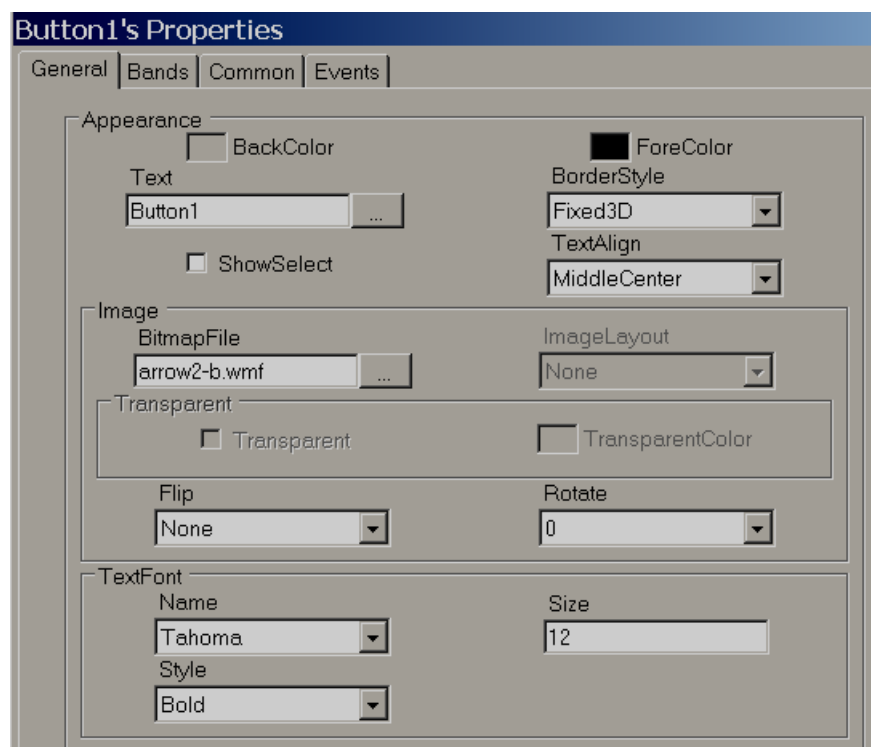 Button1's Properties
General Bands Common Events
Appearance
BackColor ForeColor
Text BorderStyle
Button1 ... Fixed3D
ShowSelect TextAlign
MiddleCenter
Image
BitmapFile ImageLayout
arrow2-b.wmf ... None
Transparent
Transparent TransparentColor
Flip Rotate
None 0
TextFont
Name Size
Tahoma 12
Style
Bold